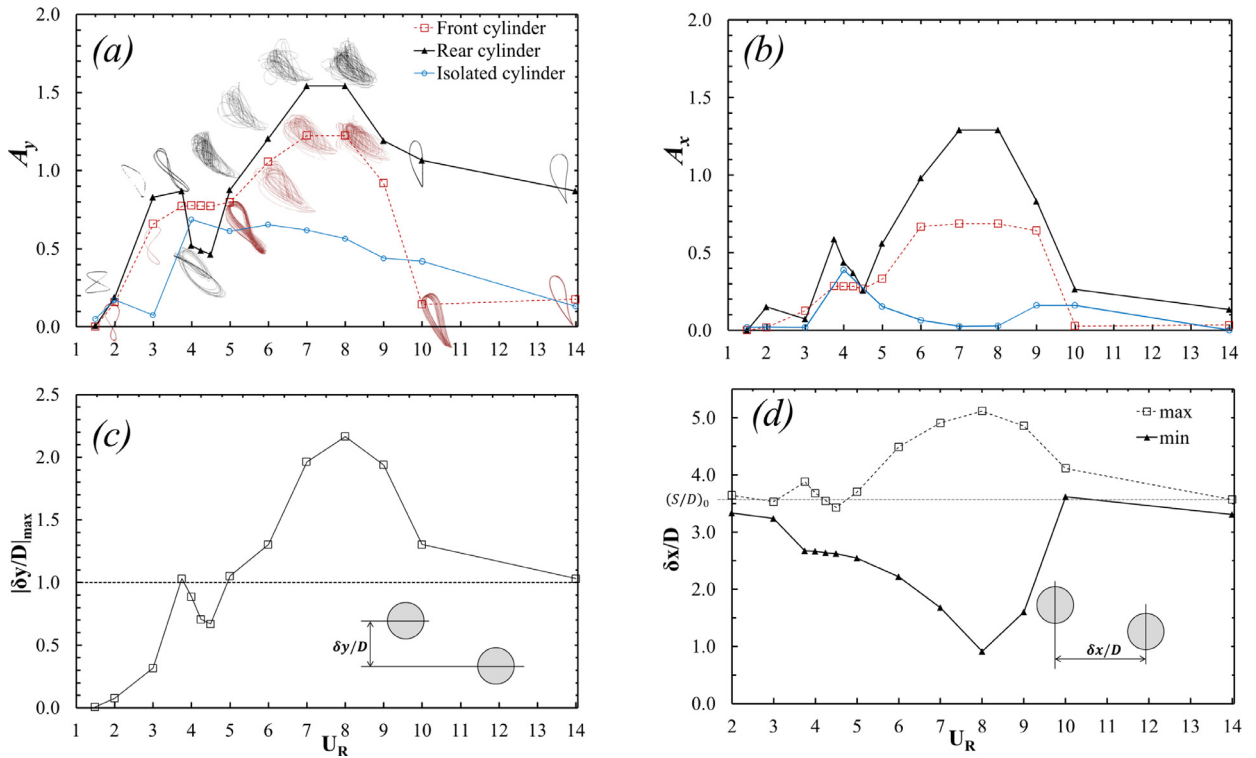 (a)
Front cylinder
Rear cylinder
Isolated cylinder
2.0
1.5
1.0
0.5
0.0
A_y
1 2 3 4 5 6 7 8 9 10 11 12 13 14
(b)
2.0
1.5
1.0
0.5
0.0
A_x
1 2 3 4 5 6 7 8 9 10 11 12 13 14
(c)
2.5
2.0
1.5
1.0
0.5
0.0
|δy/D|max
δy/D
1 2 3 4 5 6 7 8 9 10 11 12 13 14
U_R
(d)
max
min
5.0
4.0
(S/D)₀
3.0
2.0
1.0
0.0
δx/D
δx/D
2 3 4 5 6 7 8 9 10 11 12 13 14
U_R